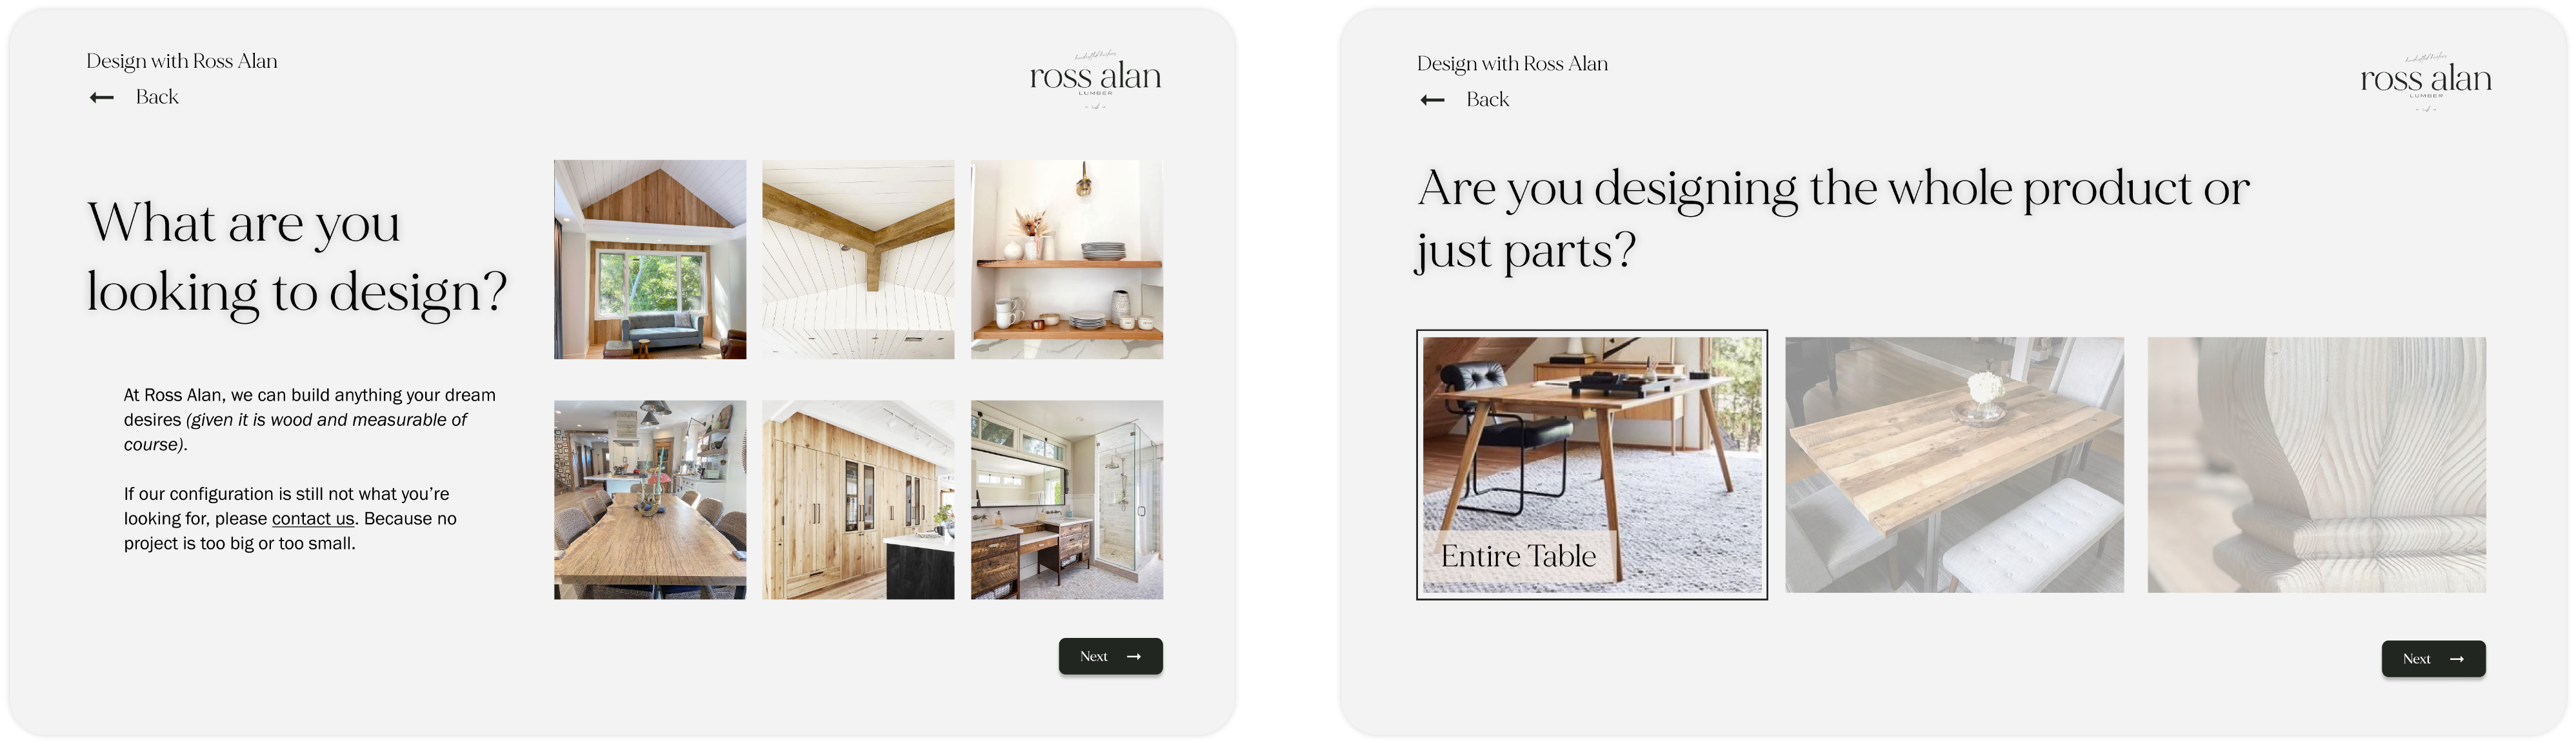 Design with Ross Alan
Back
ross alan
LUMBER
What are you
looking to design?
At Ross Alan, we can build anything your dream
desires (given it is wood and measurable of
course).
If our configuration is still not what you’re
looking for, please contact us. Because no
project is too big or too small.
Next
Design with Ross Alan
Back
ross alan
LUMBER
Are you designing the whole product or
just parts?
Entire Table
Next